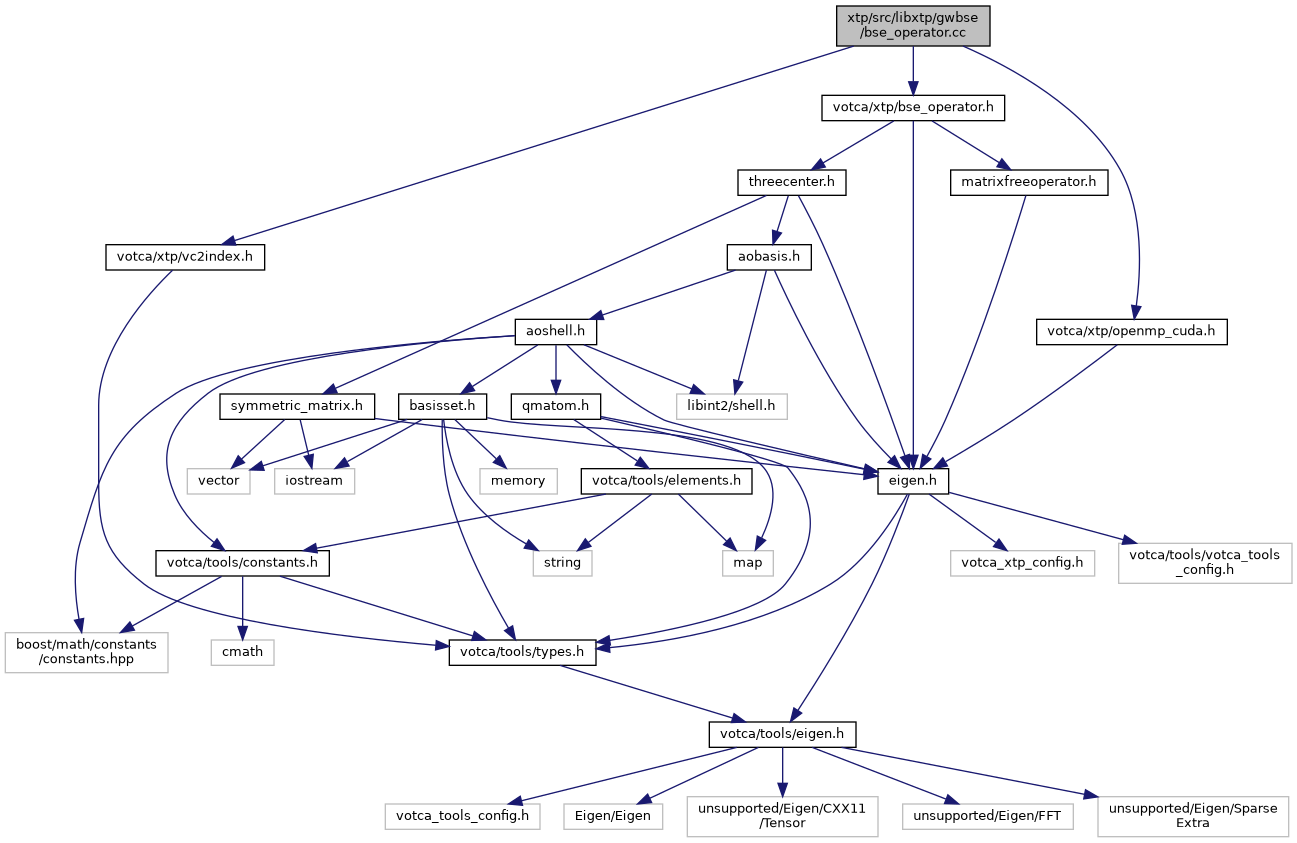 xtp/src/libxtp/gwbse
/bse_operator.cc
votca/xtp/bse_operator.h
threecenter.h
matrixfreeoperator.h
votca/xtp/vc2index.h
aobasis.h
aoshell.h
votca/xtp/openmp_cuda.h
symmetric_matrix.h
basisset.h
qmatom.h
libint2/shell.h
vector
iostream
memory
votca/tools/elements.h
eigen.h
votca/tools/constants.h
string
map
votca_xtp_config.h
votca/tools/votca_tools
_config.h
boost/math/constants
/constants.hpp
cmath
votca/tools/types.h
votca/tools/eigen.h
votca_tools_config.h
Eigen/Eigen
unsupported/Eigen/CXX11
/Tensor
unsupported/Eigen/FFT
unsupported/Eigen/Sparse
Extra